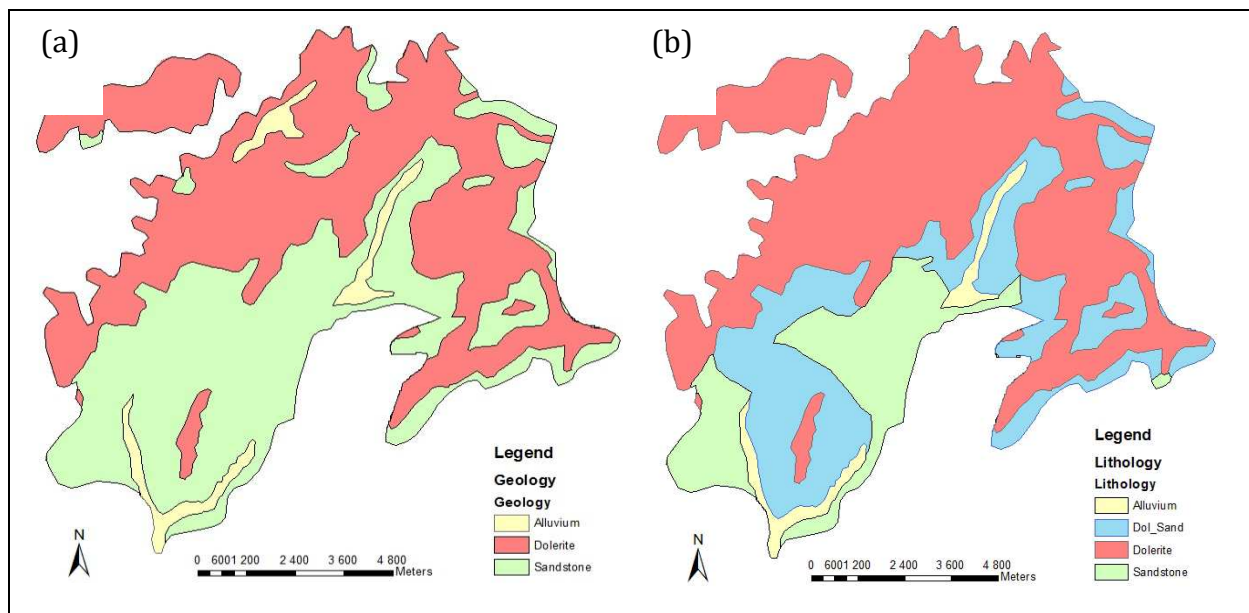 (a)
N
0 6001 200 2 400 3 600 4 800
Meters
Legend
Geology
Geology
Alluvium
Dolerite
Sandstone
(b)
N
0 6001 200 2 400 3 600 4 800
Meters
Legend
Lithology
Lithology
Alluvium
Dol_Sand
Dolerite
Sandstone